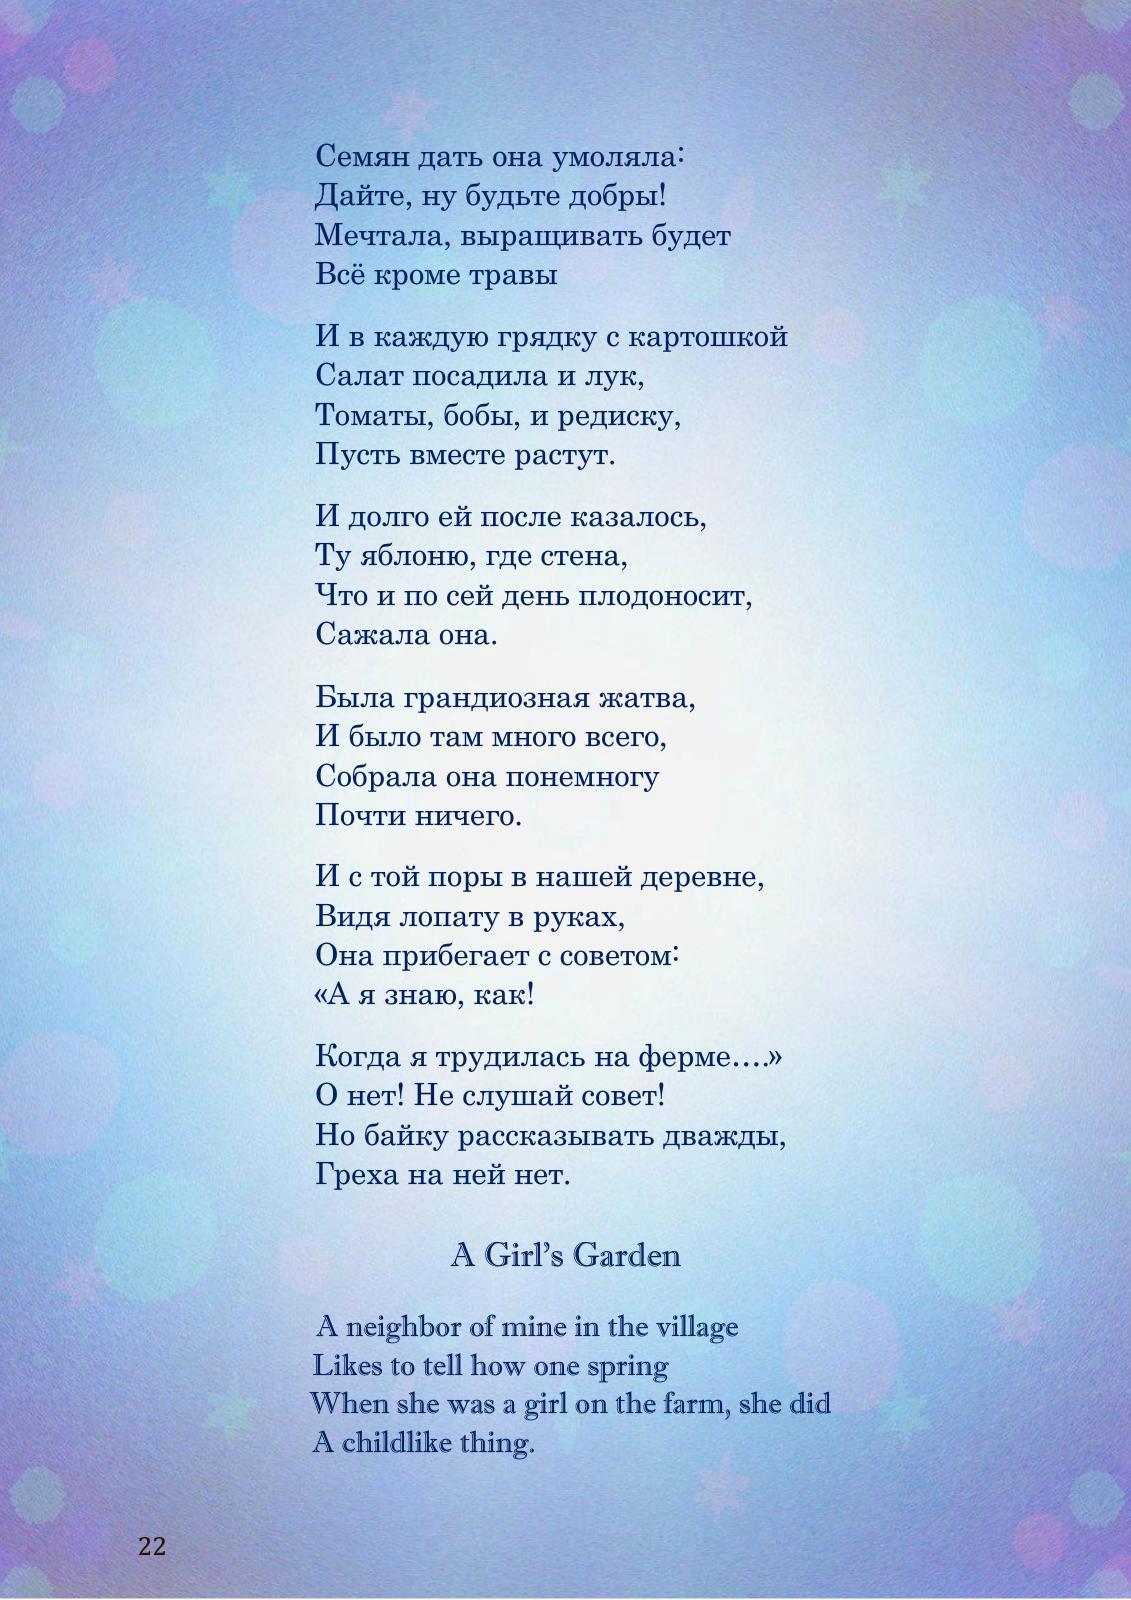 Семян дать она умоляла:
Дайте, ну будьте добры!
Мечтала, выращивать будет
Всё кроме травы
И в каждую грядку с картошкой
Салат посадила и лук,
Томаты, бобы, и редиску,
Пусть вместе растут.
И долго ей после казалось,
Ту яблоню, где стена,
Что и по сей день плодоносит,
Сажала она.
Была грандиозная жатва,
И было там много всего,
Собрала она понемногу
Почти ничего.
И с той поры в нашей деревне,
Видя лопату в руках,
Она прибегает с советом:
«А я знаю, как!
Когда я трудилась на ферме….»
О нет! Не слушай совет!
Но байку рассказывать дважды,
Греха на ней нет.
A Girl’s Garden
A neighbor of mine in the village
Likes to tell how one spring
When she was a girl on the farm, she did
A childlike thing.
22